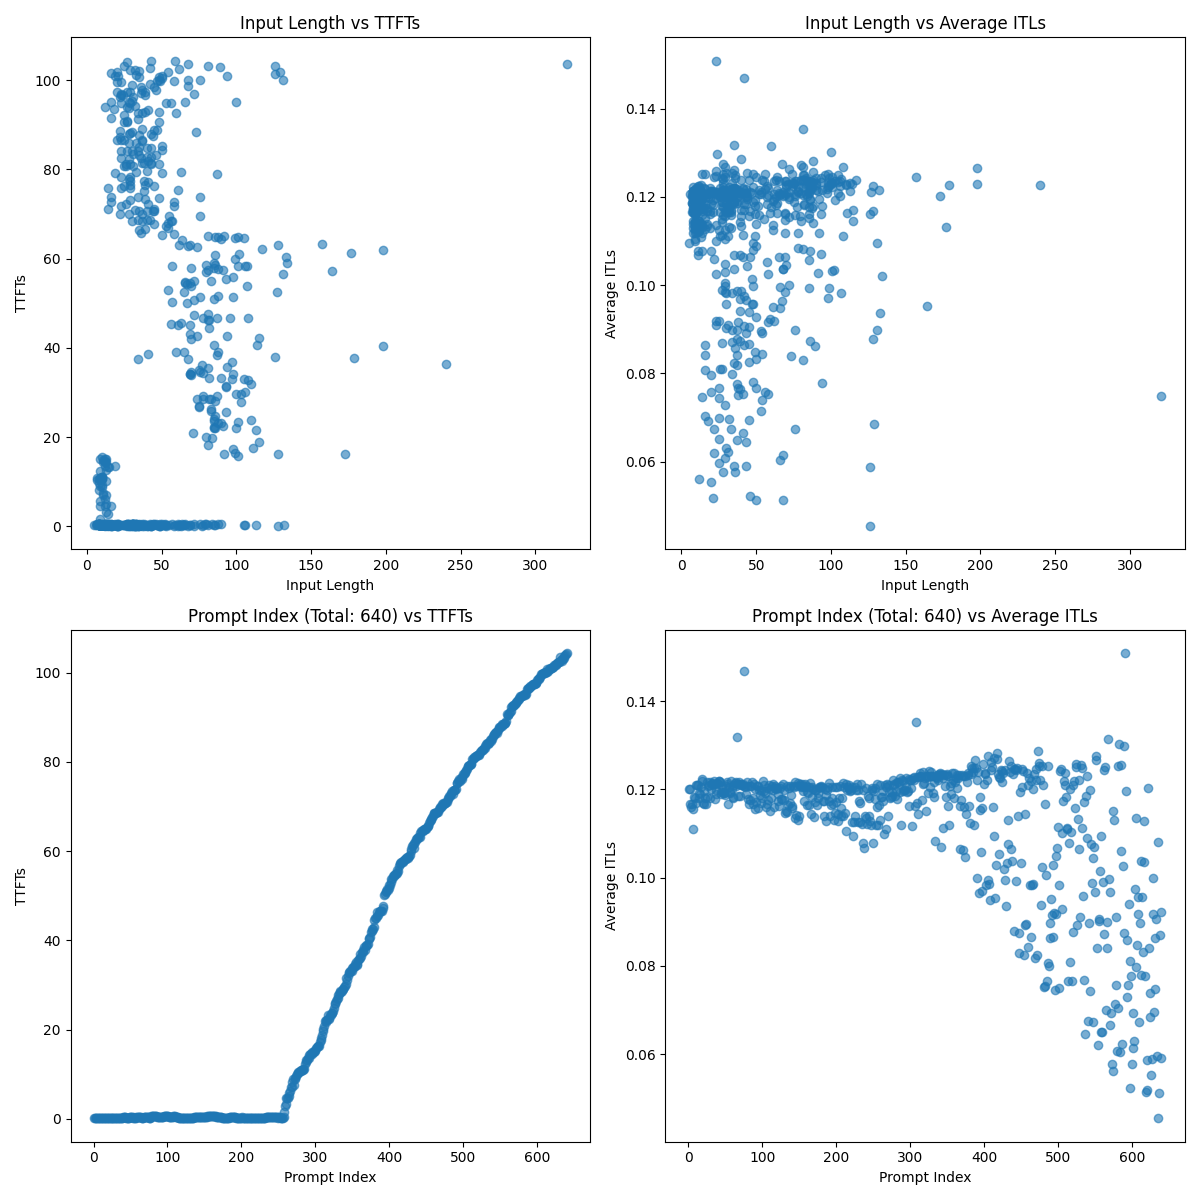 Input Length vs TTFTs
TTFTs
100
80
60
40
20
0
0 50 100 150 200 250 300
Input Length
Input Length vs Average ITLs
Average ITLs
0.14
0.12
0.10
0.08
0.06
0 50 100 150 200 250 300
Input Length
Prompt Index (Total: 640) vs TTFTs
TTFTs
100
80
60
40
20
0
0 100 200 300 400 500 600
Prompt Index
Prompt Index (Total: 640) vs Average ITLs
Average ITLs
0.14
0.12
0.10
0.08
0.06
0 100 200 300 400 500 600
Prompt Index